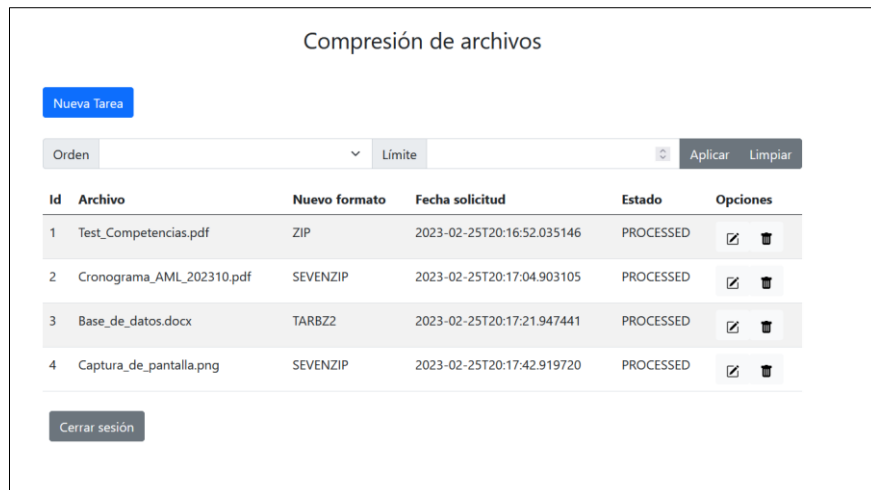 Compresión de archivos
Nueva Tarea
Orden Límite Aplicar Limpiar
Id Archivo Nuevo formato Fecha solicitud Estado Opciones
1 Test_Competencias.pdf ZIP 2023-02-25T20:16:52.035146 PROCESSED
2 Cronograma_AML_202310.pdf SEVENZIP 2023-02-25T20:17:04.903105 PROCESSED
3 Base_de_datos.docx TARBZ2 2023-02-25T20:17:21.947441 PROCESSED
4 Captura_de_pantalla.png SEVENZIP 2023-02-25T20:17:42.919720 PROCESSED
Cerrar sesión